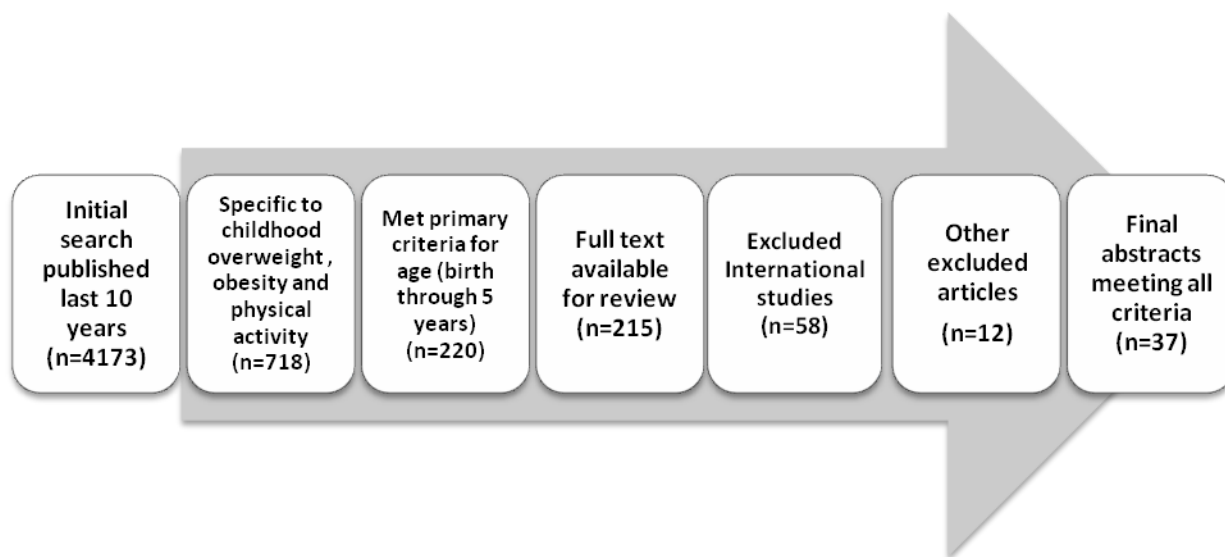 Initial
search
published
last 10
years
(n=4173)
Specific to
childhood
overweight ,
obesity and
physical
activity
(n=718)
Met primary
criteria for
age (birth
through 5
years)
(n=220)
Full text
available
for review
(n=215)
Excluded
International
studies
(n=58)
Other
excluded
articles
(n=12)
Final
abstracts
meeting all
criteria
(n=37)